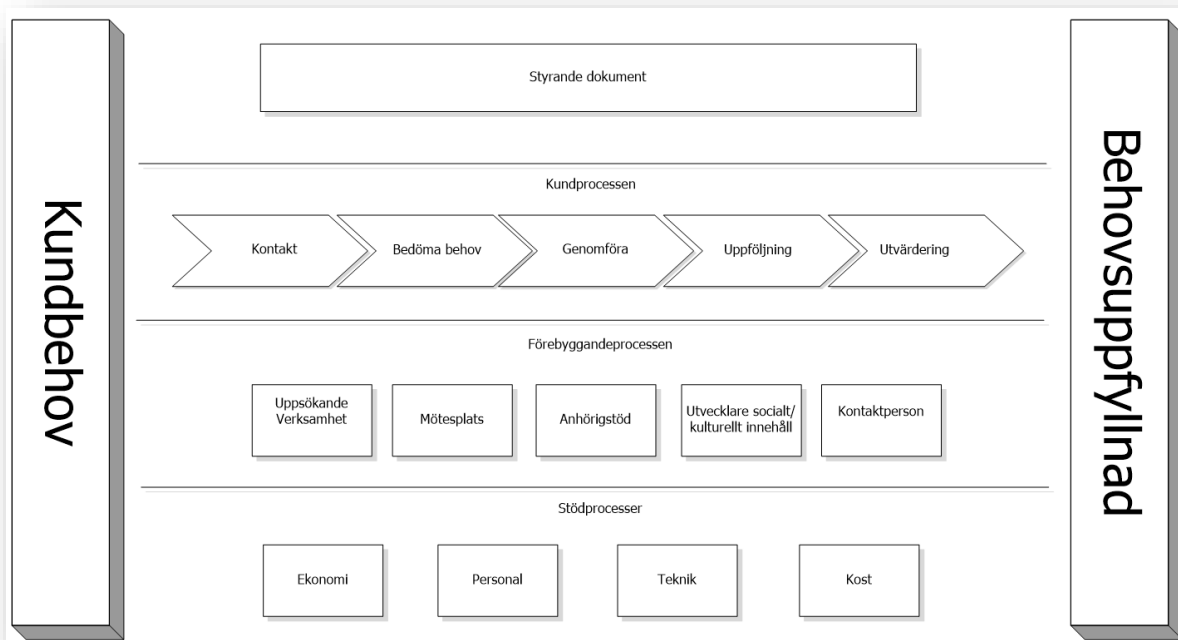 Kundbehov
Styrande dokument
Kundprocessen
Kontakt
Bedöma behov
Genomföra
Uppföljning
Utvärdering
Förebyggandeprocessen
Uppsökande
Verksamhet
Mötesplats
Anhörigstöd
Utvecklare socialt/
kulturellt innehåll
Kontaktperson
Stödprocesser
Ekonomi
Personal
Teknik
Kost
Behovsuppfyllnad